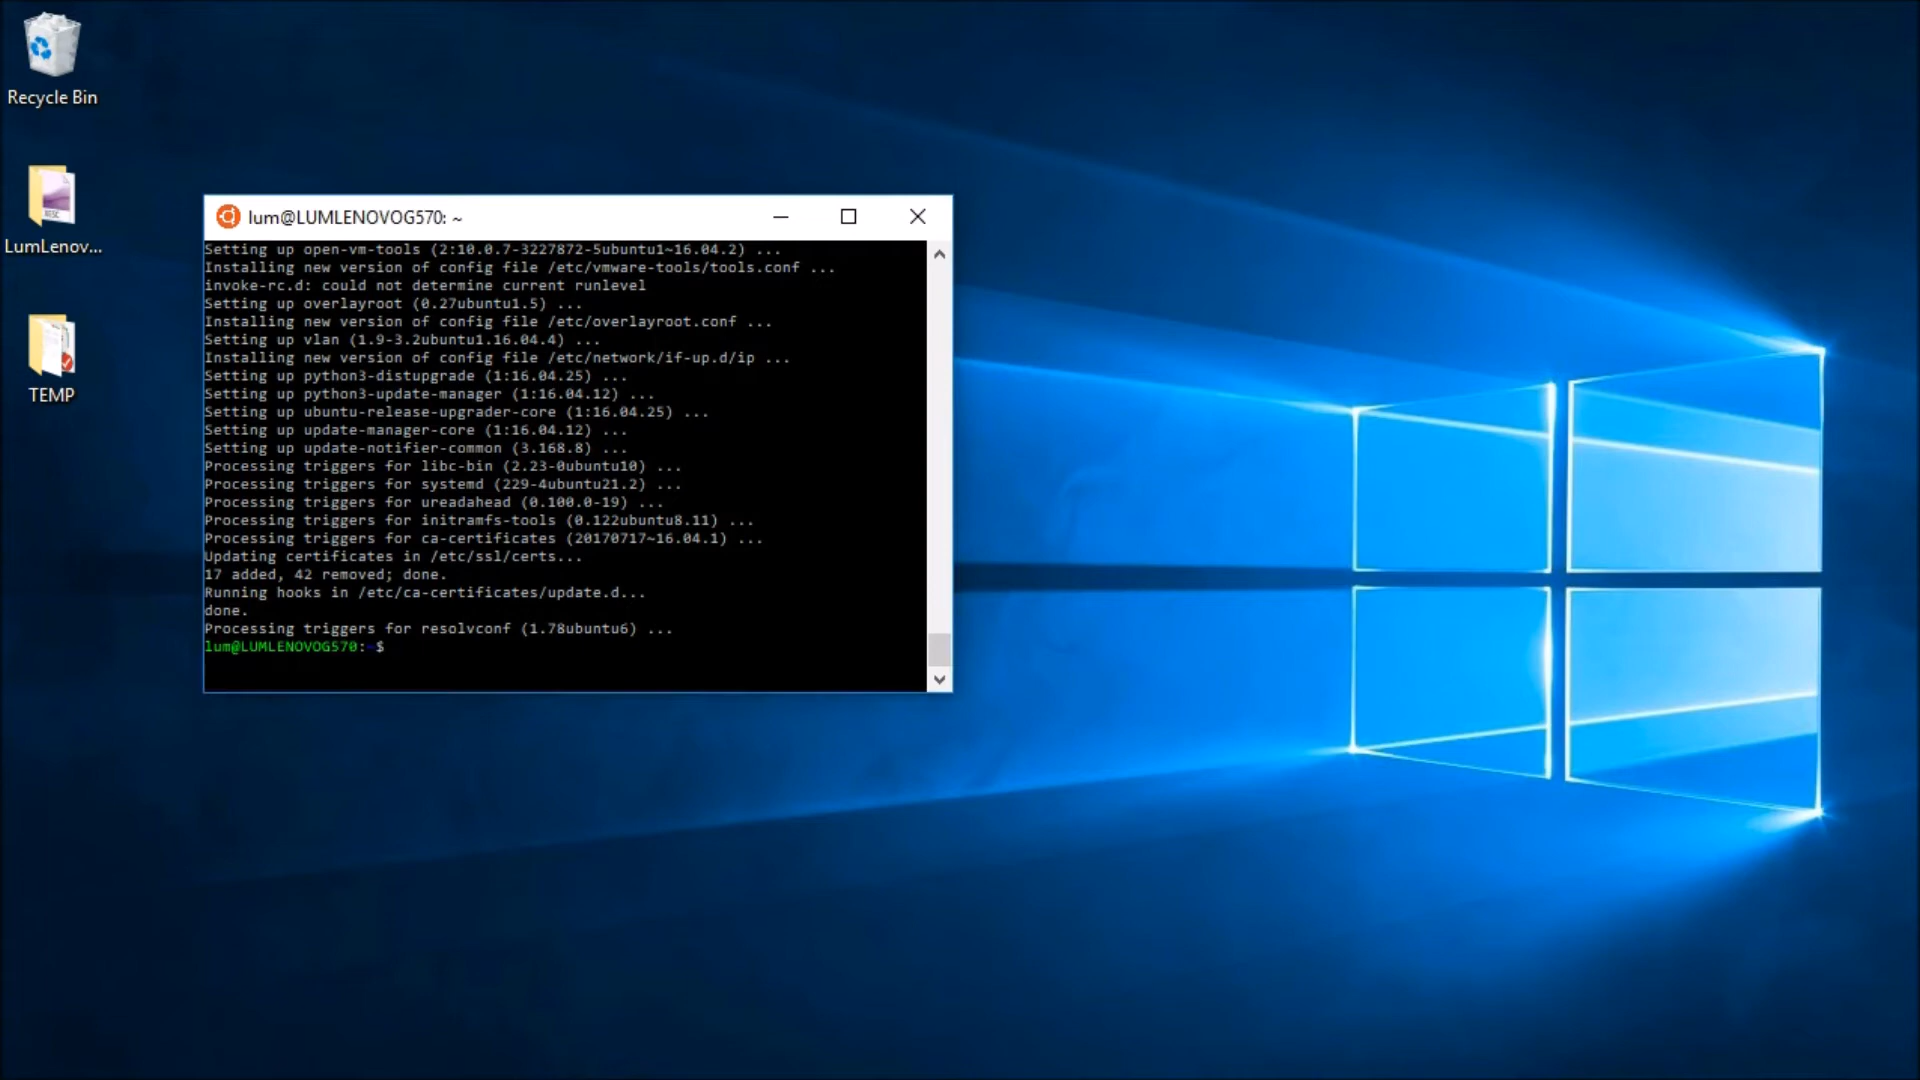 Recycle Bin
LumLenov...
TEMP
lum@LUMLENOVOG570: ~
Setting up open-vm-tools (2:10.0.7-3227872-5ubuntu1~16.04.2) ...
Installing new version of config file /etc/vmware-tools/tools.conf ...
invoke-rc.d: could not determine current runlevel
Setting up overlayroot (0.27ubuntu1.5) ...
Installing new version of config file /etc/overlayroot.conf ...
Setting up vlan (1.9-3.2ubuntu1.16.04.4) ...
Installing new version of config file /etc/network/if-up.d/ip ...
Setting up python3-distupgrade (1:16.04.25) ...
Setting up python3-update-manager (1:16.04.12) ...
Setting up ubuntu-release-upgrader-core (1:16.04.25) ...
Setting up update-manager-core (1:16.04.12) ...
Setting up update-notifier-common (3.168.8) ...
Processing triggers for libc-bin (2.23-0ubuntu10) ...
Processing triggers for systemd (229-4ubuntu21.2) ...
Processing triggers for ureadahead (0.100.0-19) ...
Processing triggers for initramfs-tools (0.122ubuntu8.11) ...
Processing triggers for ca-certificates (20170717~16.04.1) ...
Updating certificates in /etc/ssl/certs...
17 added, 42 removed; done.
Running hooks in /etc/ca-certificates/update.d...
done.
Processing triggers for resolvconf (1.78ubuntu6) ...
lum@LUMLENOVOG570:~$